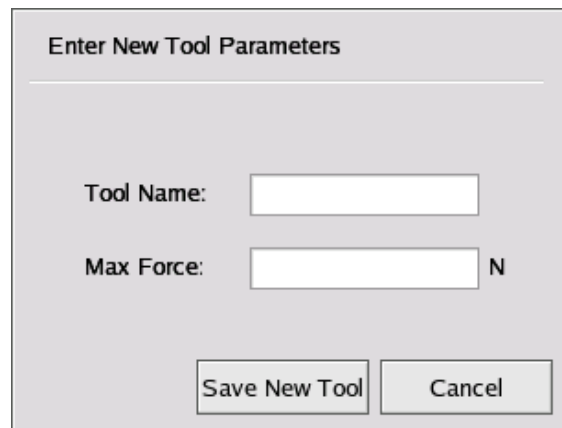 Enter New Tool Parameters
Tool Name:
Max Force: N
Save New Tool Cancel